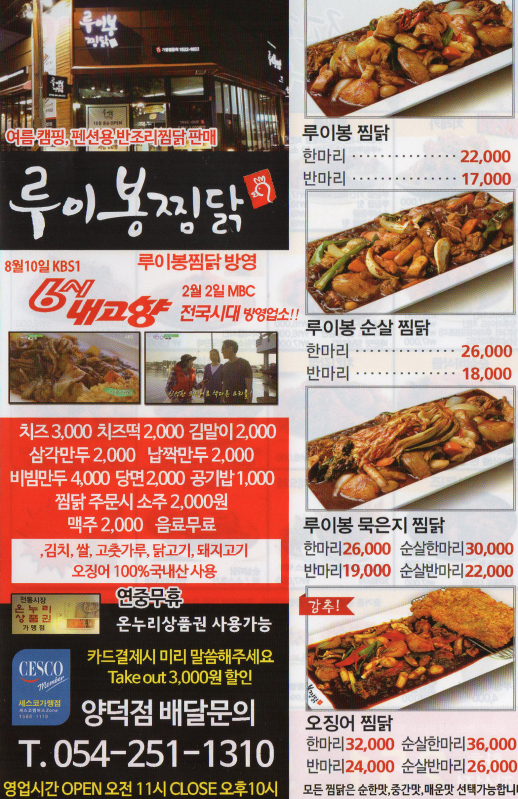 여름 캠핑, 펜션용 반조리찜닭 판매
루이봉찜닭
8월10일 KBS1
루이봉찜닭 방영
6시
내고향
2월 2일 MBC
전국시대 방영업소!!
치즈 3,000 치즈떡 2,000 김말이 2,000
삼각만두 2,000 납짝만두 2,000
비빔만두 4,000 당면 2,000 공기밥 1,000
찜닭 주문시 소주 2,000원
맥주 2,000 음료무료
,김치, 쌀, 고춧가루, 닭고기, 돼지고기
오징어 100%국내산 사용
전통시장
온누리
상품권
가맹점
연중무휴
온누리상품권 사용가능
카드결제시 미리 말씀해주세요
Take out 3,000원 할인
CESCO
Member
세스코가맹점
세스코멤버스Zone
1588 1119
양덕점 배달문의
T. 054-251-1310
영업시간 OPEN 오전 11시 CLOSE 오후10시
루이봉 찜닭
한마리 22,000
반마리 17,000
루이봉 순살 찜닭
한마리 26,000
반마리 18,000
루이봉 묵은지 찜닭
한마리26,000 순살한마리30,000
반마리19,000 순살반마리22,000
강추!
오징어 찜닭
한마리32,000 순살한마리36,000
반마리24,000 순살반마리26,000
모든 찜닭은 순한맛,중간맛,매운맛 선택가능합니